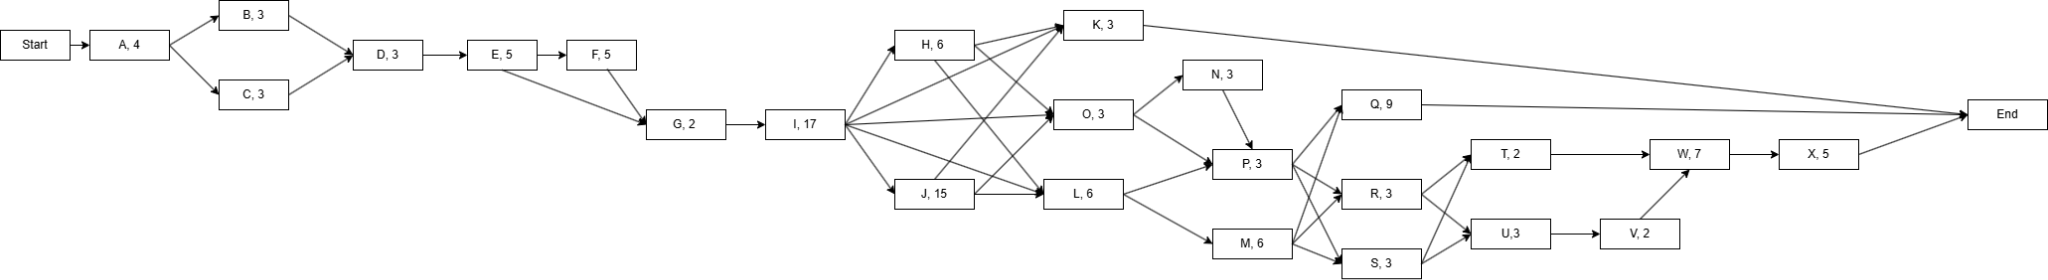 Start
A, 4
B, 3
C, 3
D, 3
E, 5
F, 5
G, 2
I, 17
H, 6
J, 15
K, 3
O, 3
L, 6
N, 3
P, 3
M, 6
Q, 9
R, 3
S, 3
T, 2
U,3
V, 2
W, 7
X, 5
End